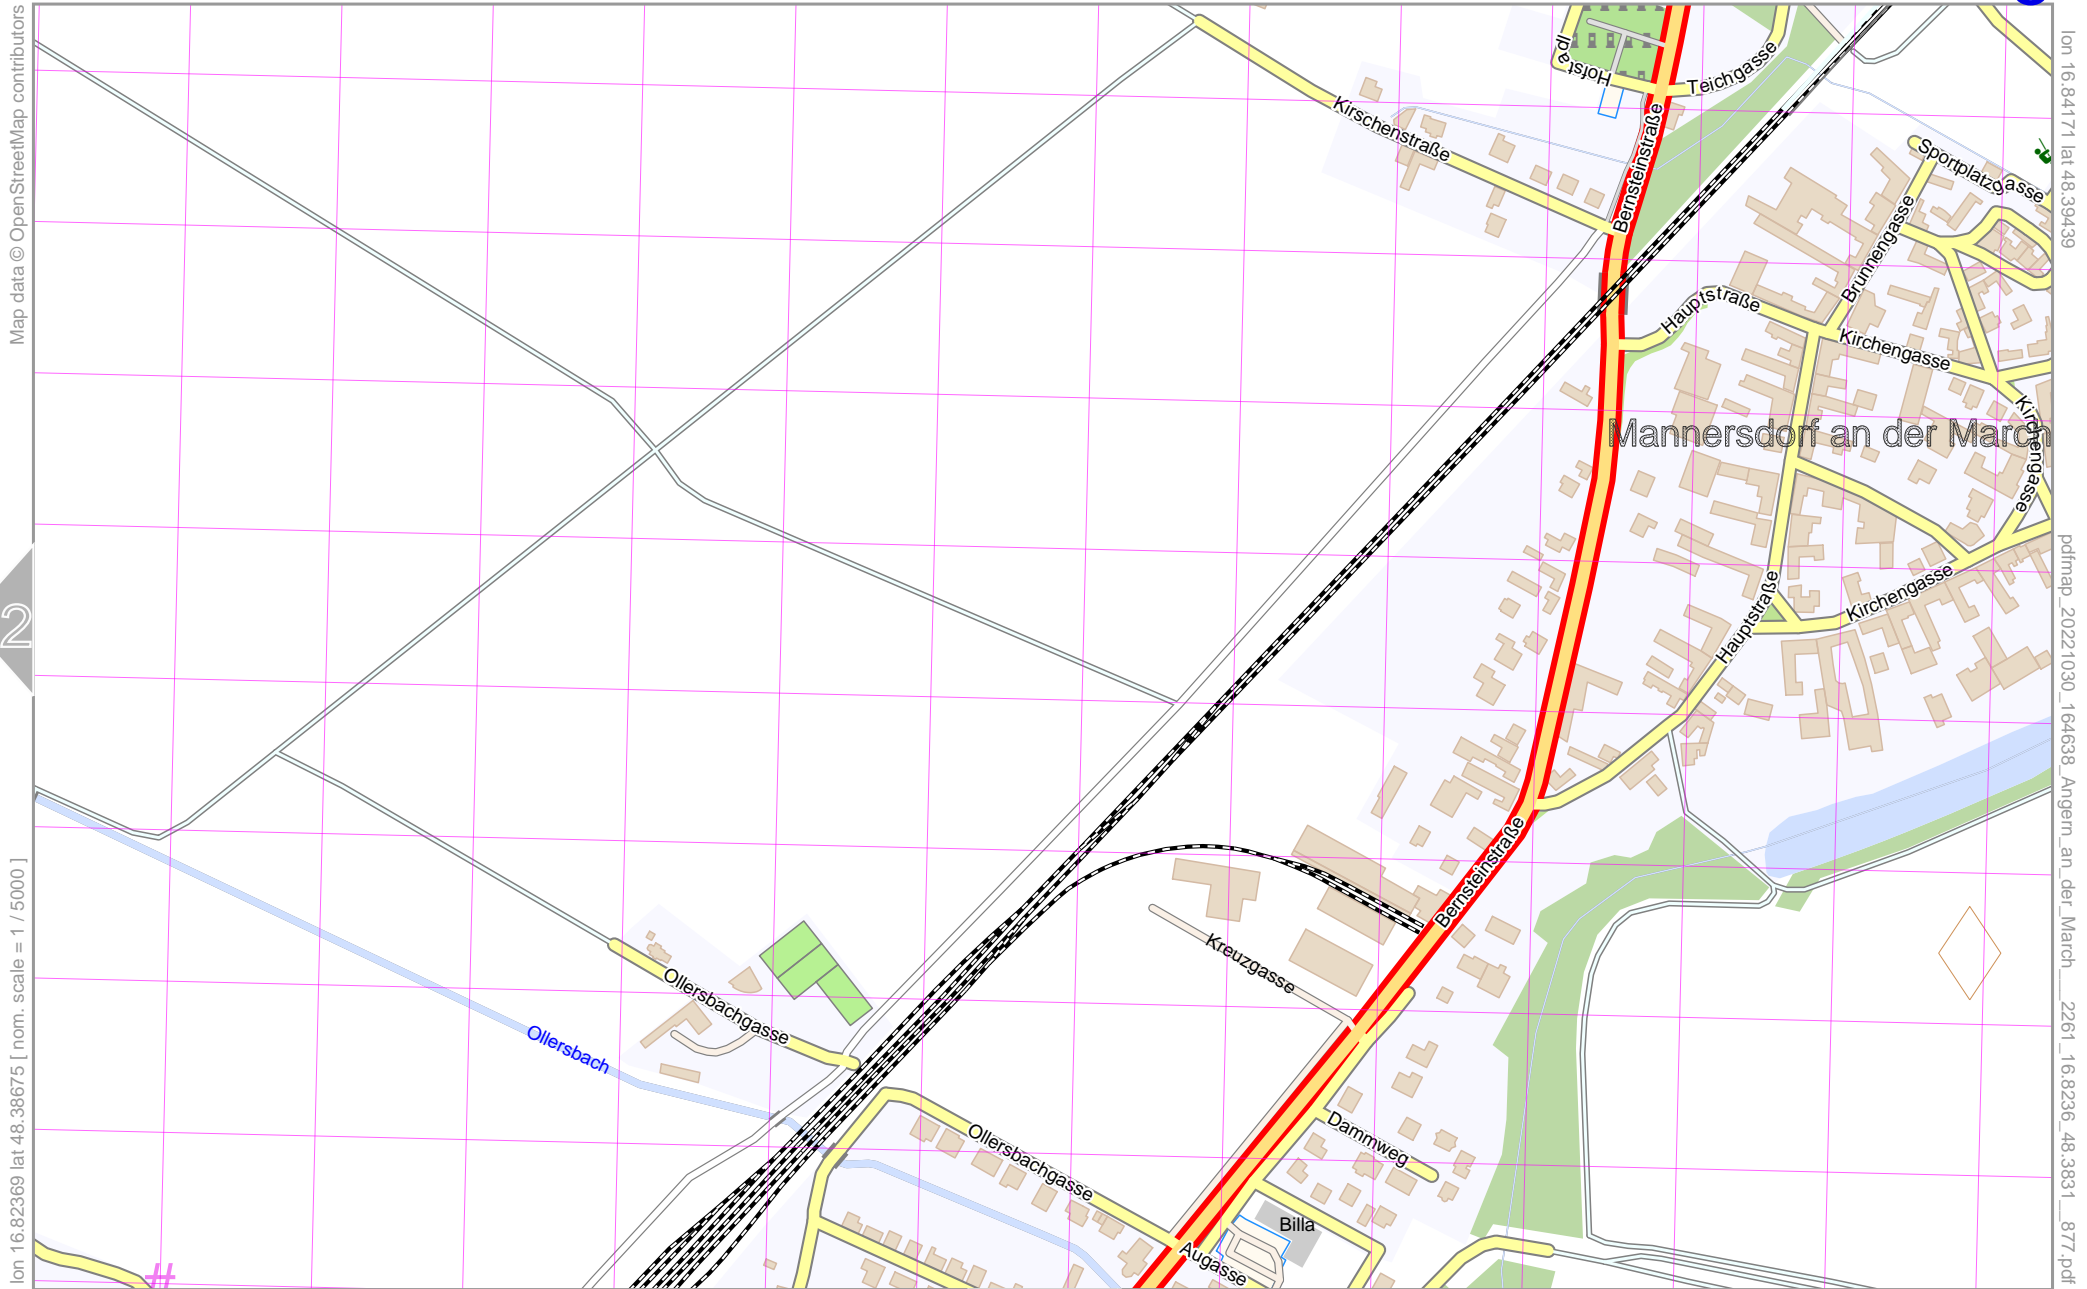 Map data © OpenStreetMap contributors
lon 16.84171 lat 48.39439
Holstadl
Teichgasse
Kirschenstraße
Bernsteinstraße
Sportplatzgasse
Brunnengasse
Hauptstraße
Kirchengasse
Mannersdorf an der March
Kirchengasse
Kirchengasse
Hauptstraße
2
pdfmap_20221030_164638_Angern_an_der_March___2261_16.8236_48.3831__877.pdf
Bernsteinstraße
Kreuzgasse
Ollersbachgasse
Ollersbach
Dammweg
Ollersbachgasse
Billa
Augasse
#
lon 16.82369 lat 48.38675 [ nom. scale = 1 / 5000 ]